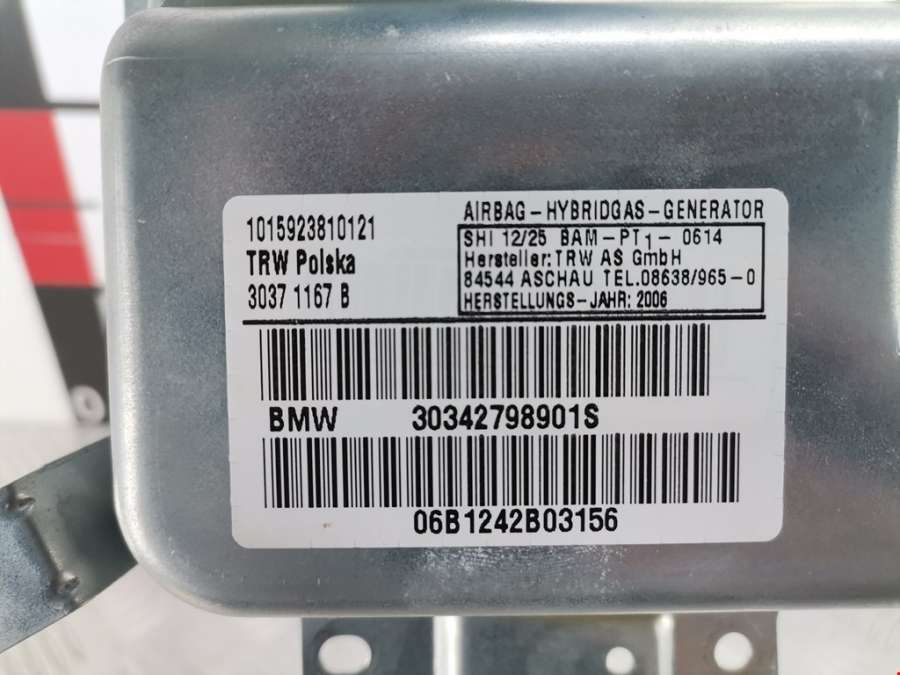 1015923810121
TRW Polska
3037 1167 B
AIRBAG-HYBRIDGAS-GENERATOR
SHI 12/25 BAM-PT1-0614
Hersteller: TRW AS GmbH
84544 ASCHAU TEL.08638/965-0
HERSTELLUNGS-JAHR: 2006
BMW 30342798901S
06B1242B03156